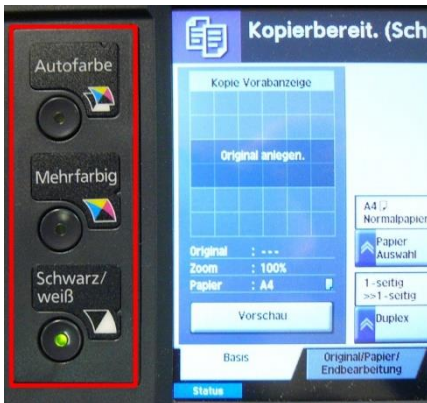 Autofarbe
Mehrfarbig
Schwarz/
weiß
Kopierbereit. (Sch
Kopie Vorabanzeige
Original anlegen.
Original : ---
Zoom : 100%
Papier : A4
Vorschau
A4
Normalpapier
Papier
Auswahl
1-seitig
>>1-seitig
Duplex
Basis
Original/Papier/
Endbearbeitung
Status